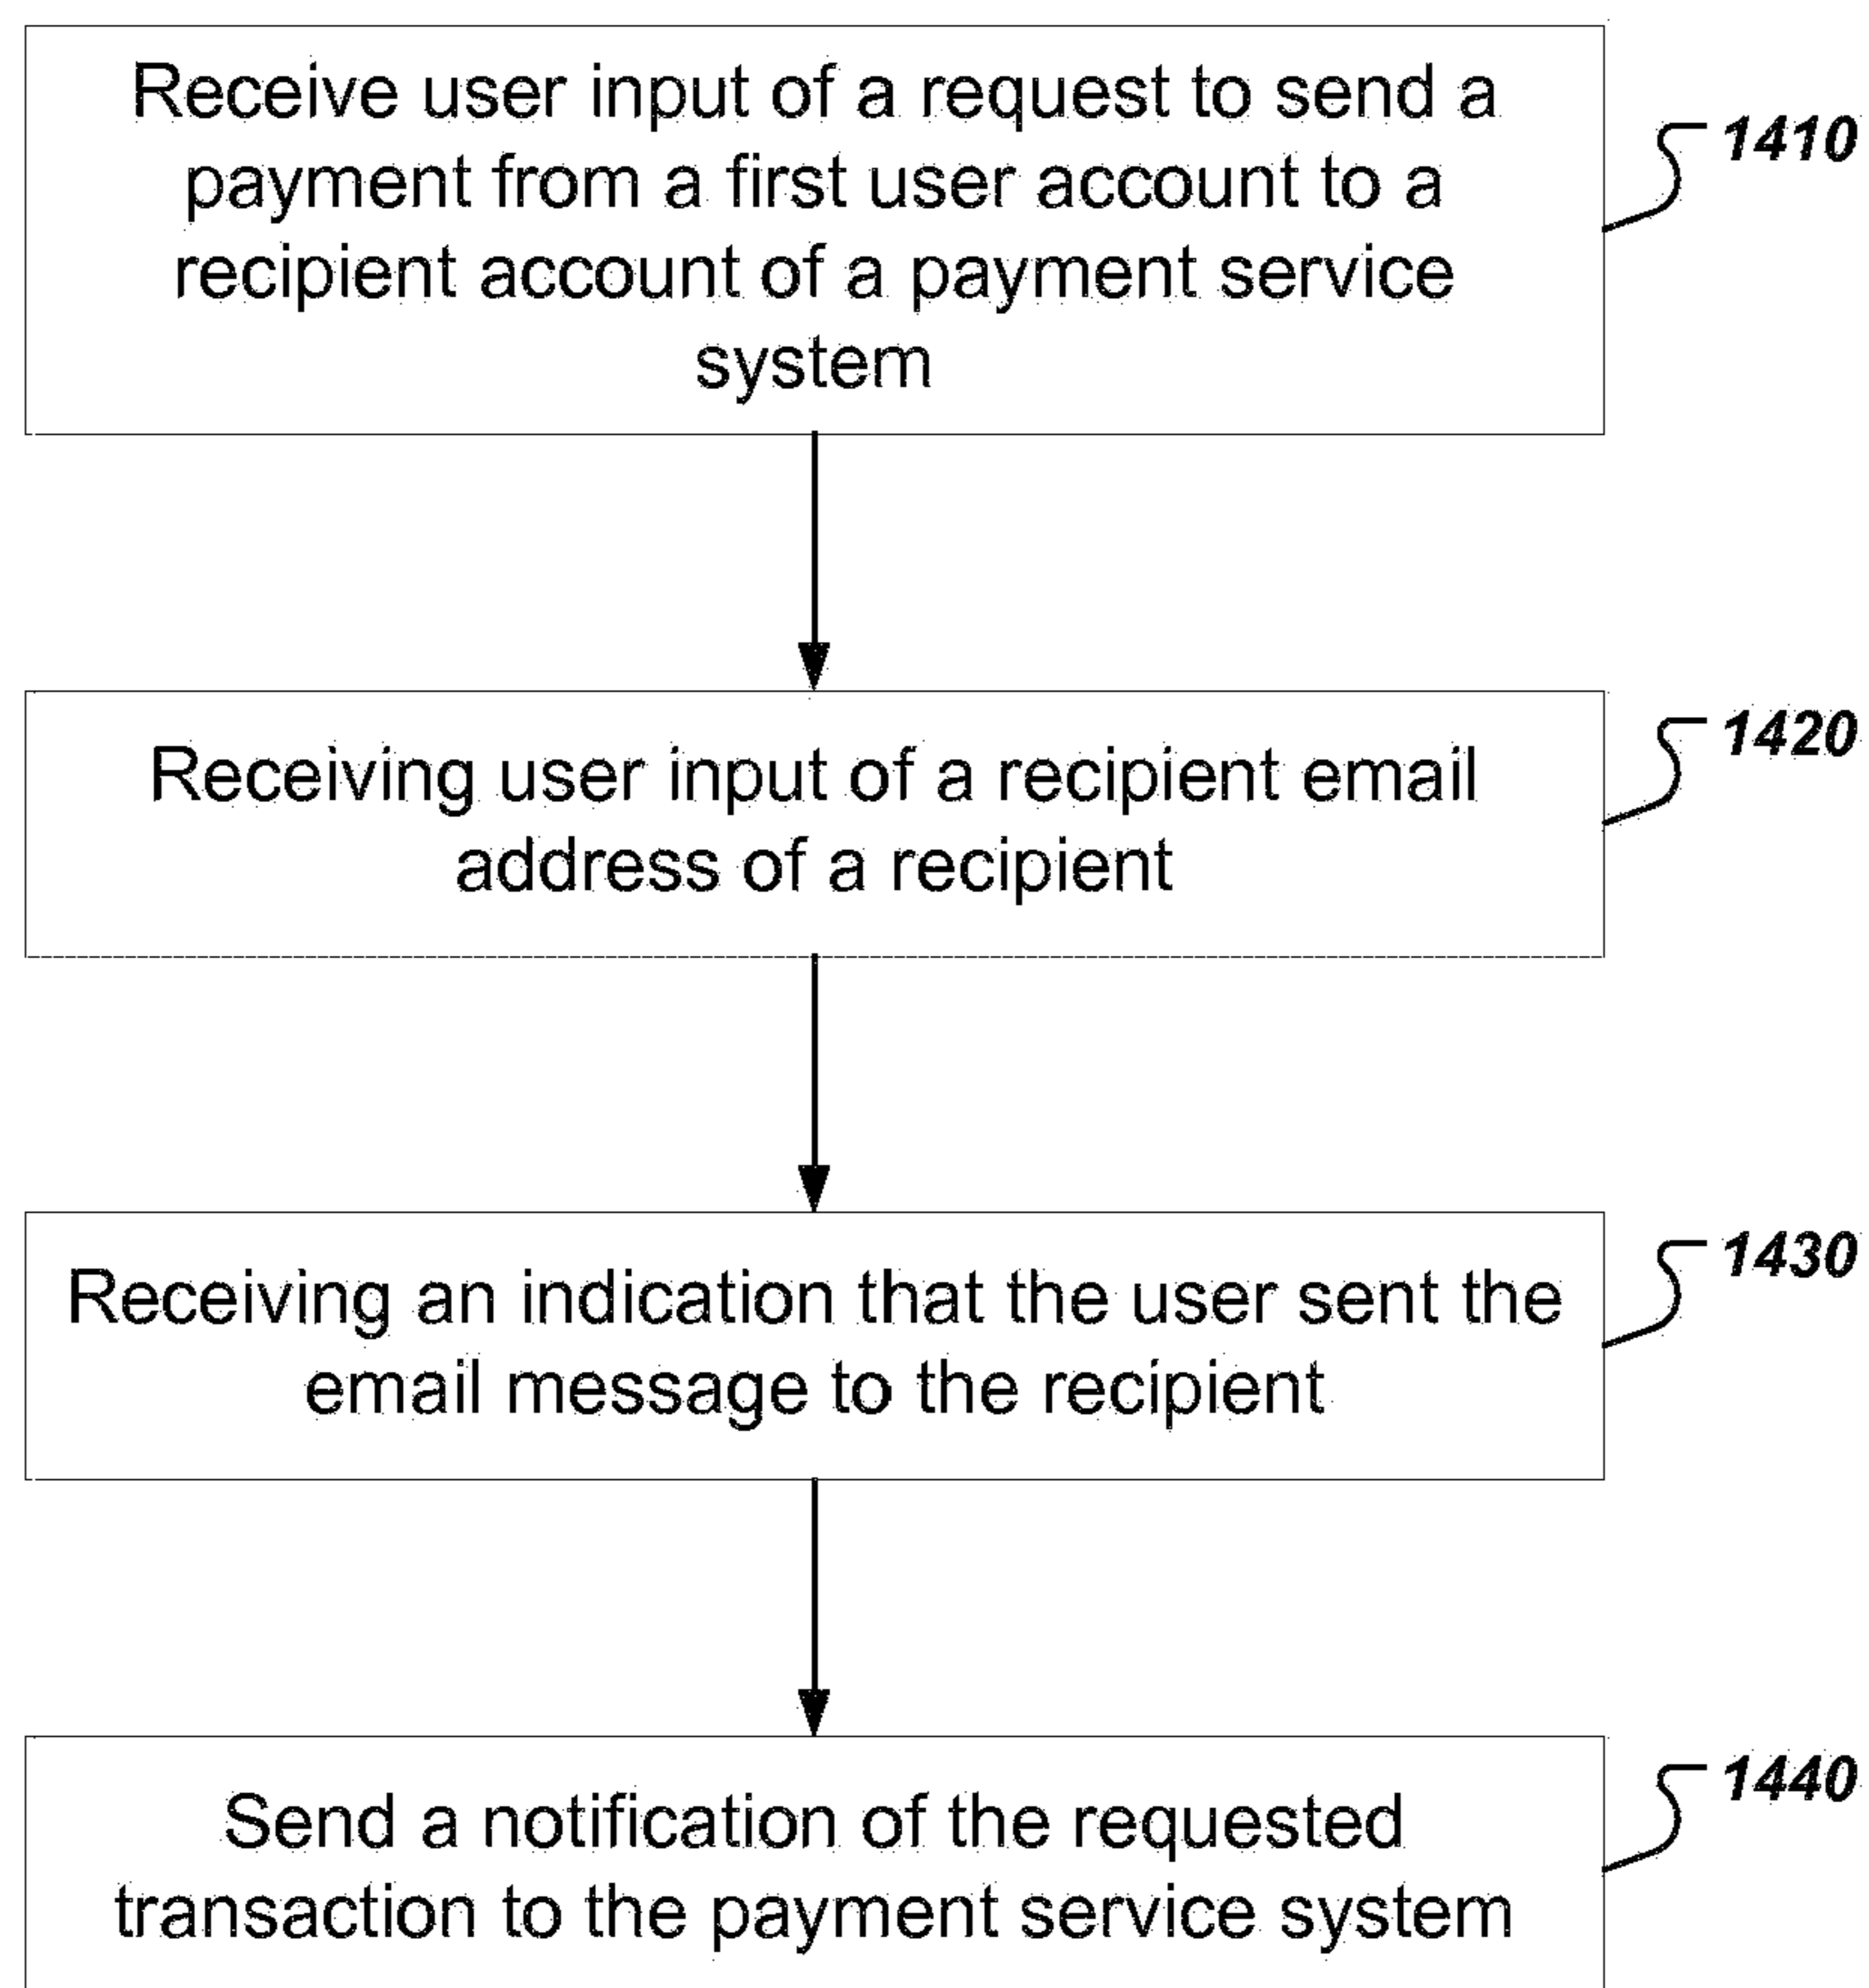 Receive user input of a request to send a
payment from a first user account to a
recipient account of a payment service
system
1410
Receiving user input of a recipient email
address of a recipient
1420
Receiving an indication that the user sent the
email message to the recipient
1430
Send a notification of the requested
transaction to the payment service system
1440